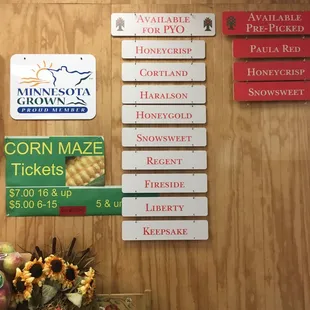 AVAILABLE
FOR PYO
HONEYCRISP
CORTLAND
HARALSON
HONEYGOLD
SNOWSWEET
REGENT
FIRESIDE
LIBERTY
KEEPSAKE
AVAILABLE
PRE-PICKED
PAULA RED
HONEYCRISP
SNOWSWEET
MINNESOTA
GROWN
PROUD MEMBER
CORN MAZE
Tickets
$7.00 16 & up
$5.00 6-15
5 & un